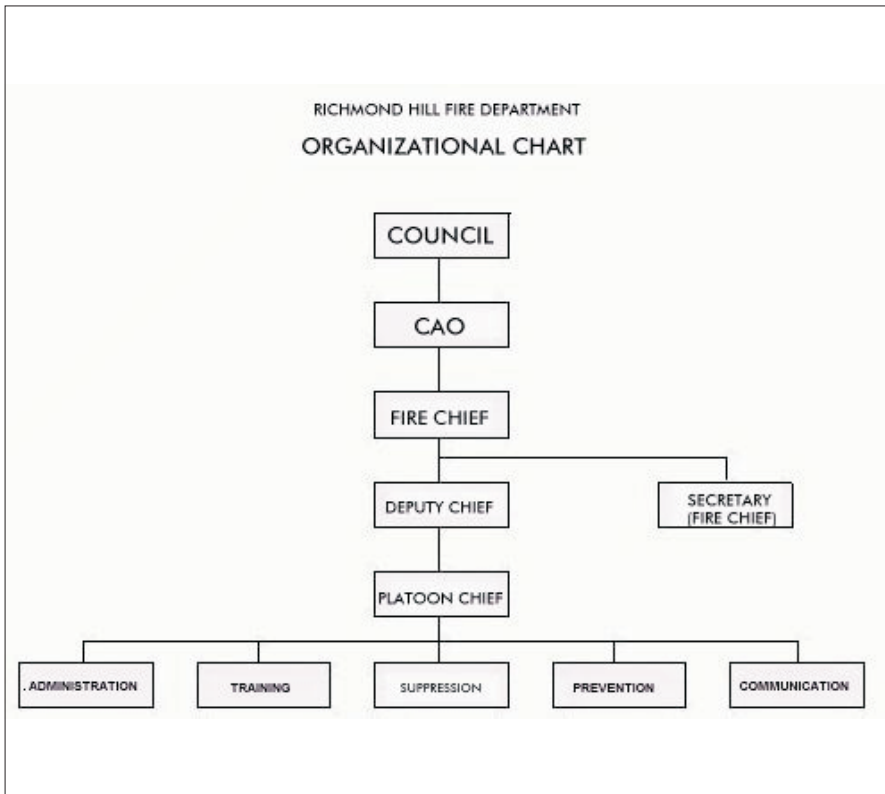 RICHMOND HILL FIRE DEPARTMENT
ORGANIZATIONAL CHART
COUNCIL
CAO
FIRE CHIEF
DEPUTY CHIEF
SECRETARY
(FIRE CHIEF)
PLATOON CHIEF
. ADMINISTRATION
TRAINING
SUPPRESSION
PREVENTION
COMMUNICATION